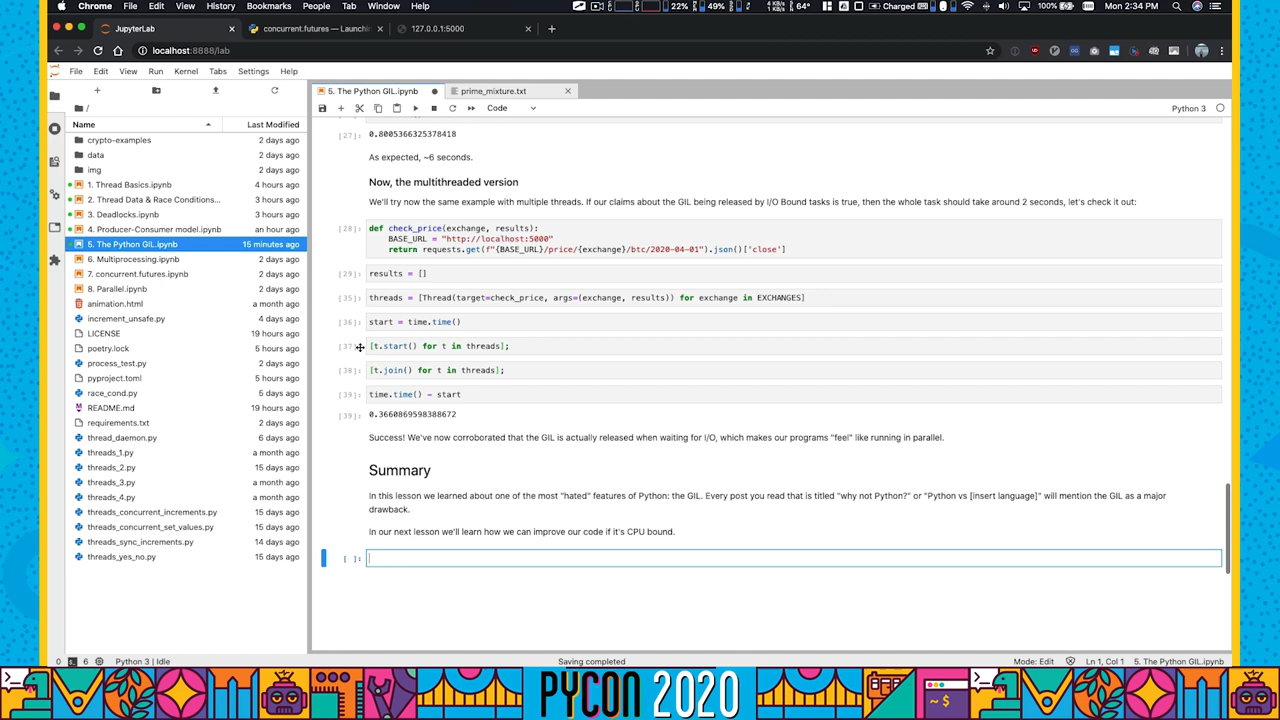 Chrome File Edit View History Bookmarks People Tab Window Help 22% 49% 64° Charged 100% Mon 2:34 PM
JupyterLab
concurrent.futures — Launchi
127.0.0.1:5000
localhost:8888/lab
File Edit View Run Kernel Tabs Settings Help
5. The Python GIL.ipynb
prime_mixture.txt
Code
Python 3
/
Name Last Modified
crypto-examples 2 days ago
data 2 days ago
img 2 days ago
1. Thread Basics.ipynb 4 hours ago
2. Thread Data & Race Conditions... 2 days ago
3. Deadlocks.ipynb 2 days ago
4. Producer-Consumer model.ipynb an hour ago
5. The Python GIL.ipynb 15 minutes ago
6. Multiprocessing.ipynb 2 days ago
7. concurrent.futures.ipynb 2 days ago
8. Parallel.ipynb 2 days ago
animation.html a month ago
increment_unsafe.py 4 days ago
LICENSE 19 hours ago
poetry.lock 5 hours ago
process_test.py 2 days ago
pyproject.toml 5 hours ago
race_cond.py 5 days ago
README.md 19 hours ago
requirements.txt 2 days ago
thread_daemon.py 6 days ago
threads_1.py a month ago
threads_2.py 15 days ago
threads_3.py a month ago
threads_4.py a month ago
threads_concurrent_increments.py 15 days ago
threads_concurrent_set_values.py 15 days ago
threads_sync_increments.py 14 days ago
threads_yes_no.py 15 days ago
[27]: 0.8005366325378418
As expected, ~6 seconds.
Now, the multithreaded version
We'll try now the same example with multiple threads. If our claims about the GIL being released by I/O Bound tasks is true, then the whole task should take around 2 seconds, let's check it out:
[28]: def check_price(exchange, results):
BASE_URL = "http://localhost:5000"
return requests.get(f"{BASE_URL}/price/{exchange}/btc/2020-04-01").json()['close']
[29]: results = []
[35]: threads = [Thread(target=check_price, args=(exchange, results)) for exchange in EXCHANGES]
[36]: start = time.time()
[37]: [t.start() for t in threads];
[38]: [t.join() for t in threads];
[39]: time.time() - start
[39]: 0.3660869598388672
Success! We've now corroborated that the GIL is actually released when waiting for I/O, which makes our programs "feel" like running in parallel.
Summary
In this lesson we learned about one of the most "hated" features of Python: the GIL. Every post you read that is titled "why not Python?" or "Python vs [insert language]" will mention the GIL as a major
drawback.
In our next lesson we'll learn how we can improve our code if it's CPU bound.
[ ]:
0 6 Python 3 | Idle Saving completed Mode: Edit Ln 1, Col 1 5. The Python GIL.ipynb
PYCON 2020
~ $